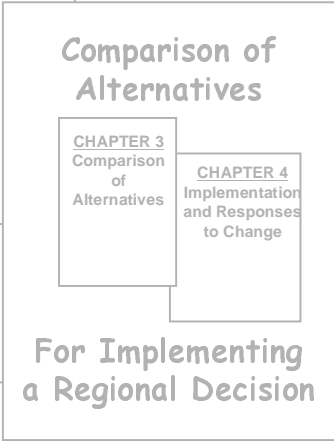 Comparison of
Alternatives
CHAPTER 3
Comparison
of
Alternatives
CHAPTER 4
Implementation
and Responses
to Change
For Implementing
a Regional Decision